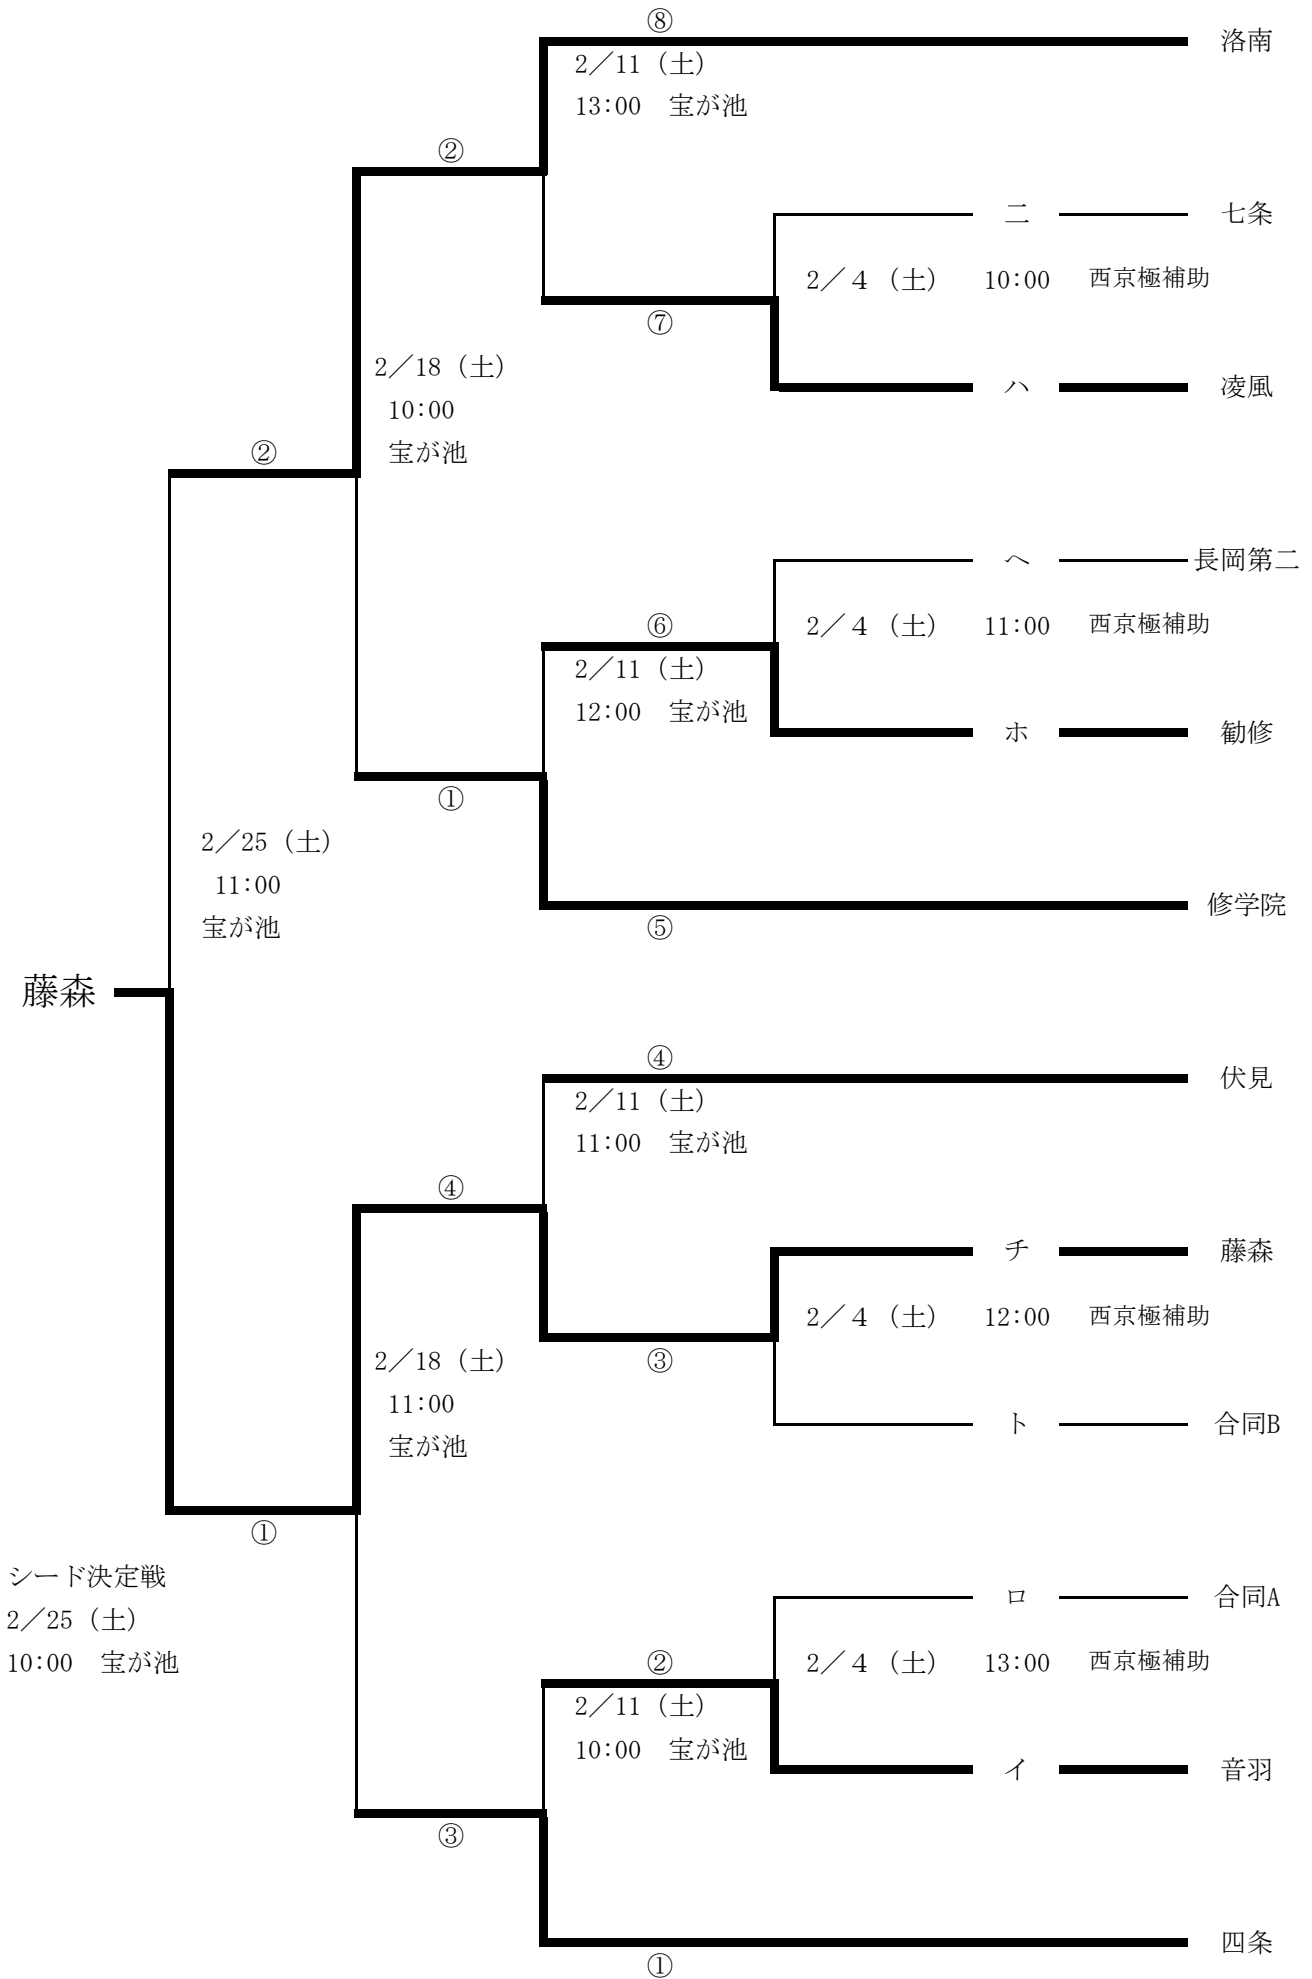 ⑧
洛南
2／11（土）
13:00　宝が池
②
ニ
七条
2／４（土）　10:00　西京極補助
⑦
2／18（土）
10:00
宝が池
ハ
凌風
②
ヘ
長岡第二
⑥
2／４（土）　11:00　西京極補助
2／11（土）
12:00　宝が池
ホ
勧修
①
2／25（土）
11:00
宝が池
修学院
⑤
藤森
④
伏見
2／11（土）
11:00　宝が池
④
チ
藤森
2／４（土）　12:00　西京極補助
③
2／18（土）
11:00
宝が池
ト
合同B
①
シード決定戦
2／25（土）
10:00　宝が池
ロ
合同A
②
2／４（土）　13:00　西京極補助
2／11（土）
10:00　宝が池
イ
音羽
③
四条
①